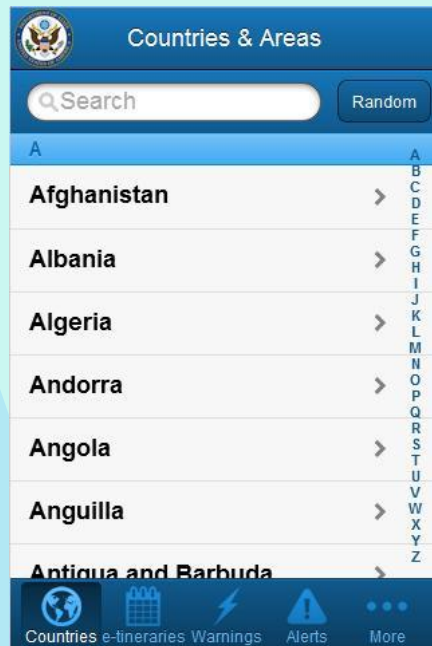 Countries & Areas
Search
Random
A
Afghanistan
Albania
Algeria
Andorra
Angola
Anguilla
Antigua and Barbuda
A
B
C
D
E
F
G
H
I
J
K
L
M
N
O
P
Q
R
S
T
U
V
W
X
Y
Z
Countries e-tineraries Warnings Alerts More